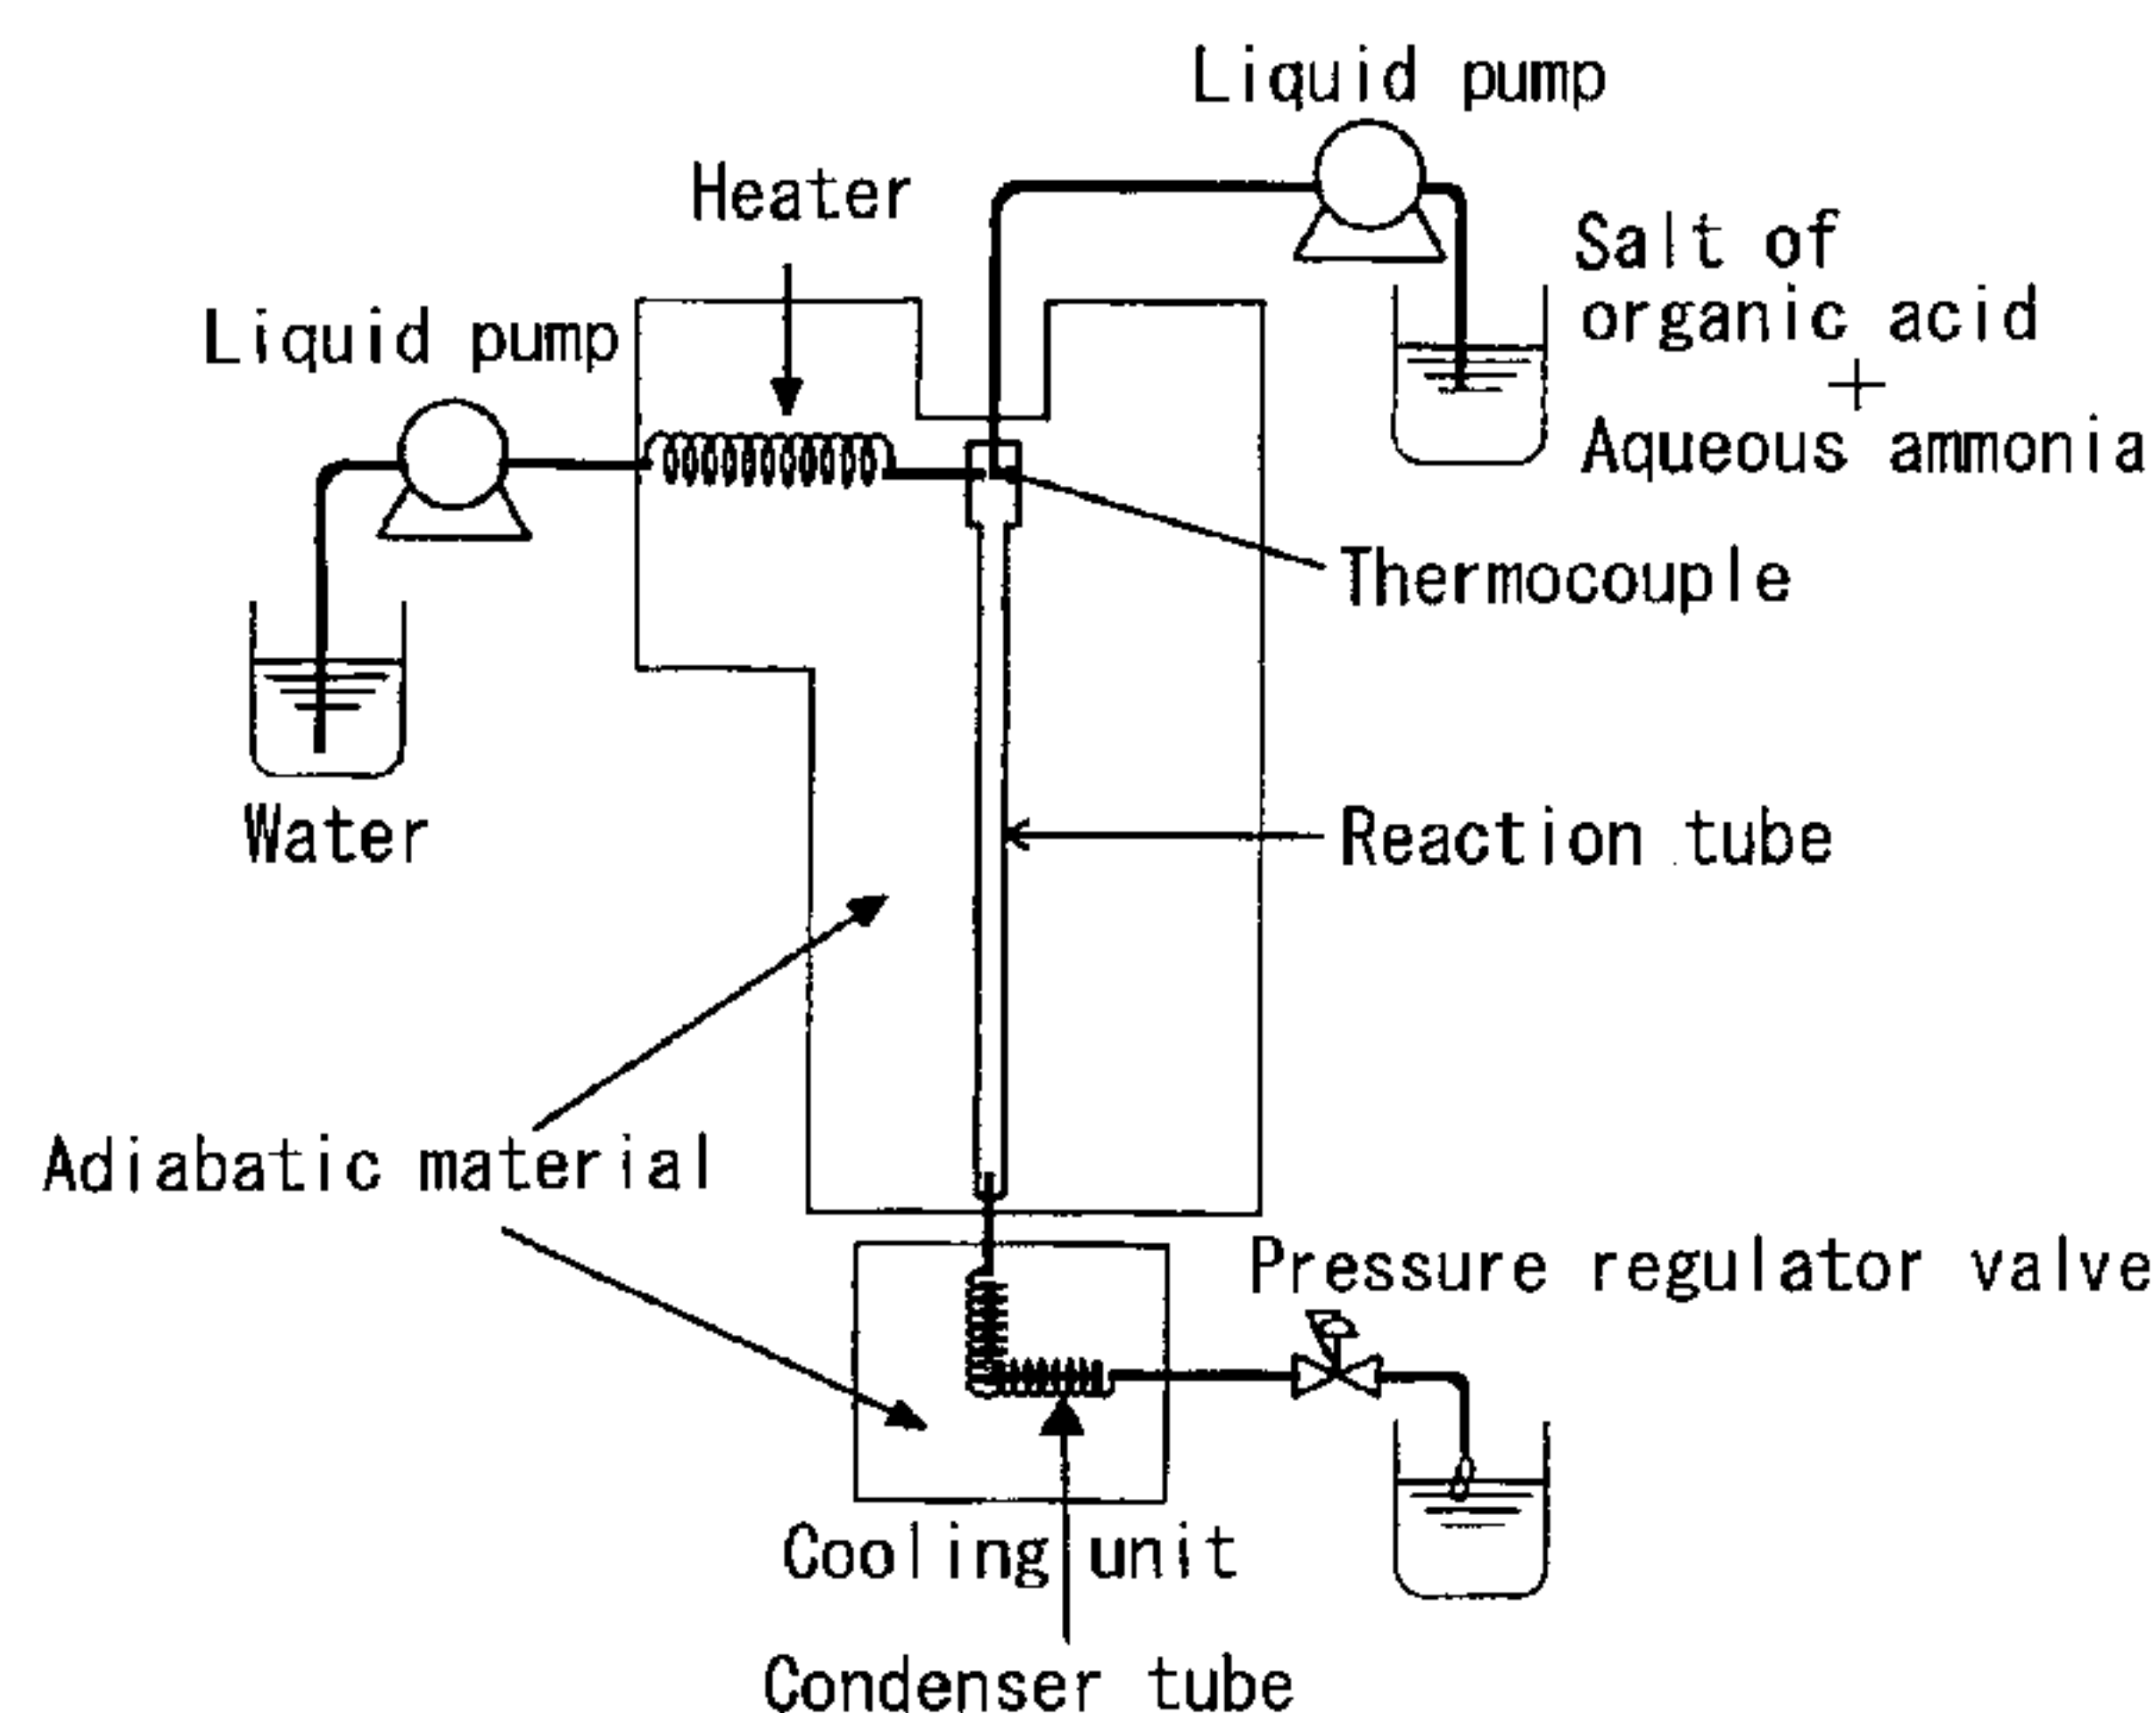 Liquid pump
Heater
Salt of
organic acid
+
Aqueous ammonia
Liquid pump
Thermocouple
Water
Reaction tube
Adiabatic material
Pressure regulator valve
Cooling unit
Condenser tube